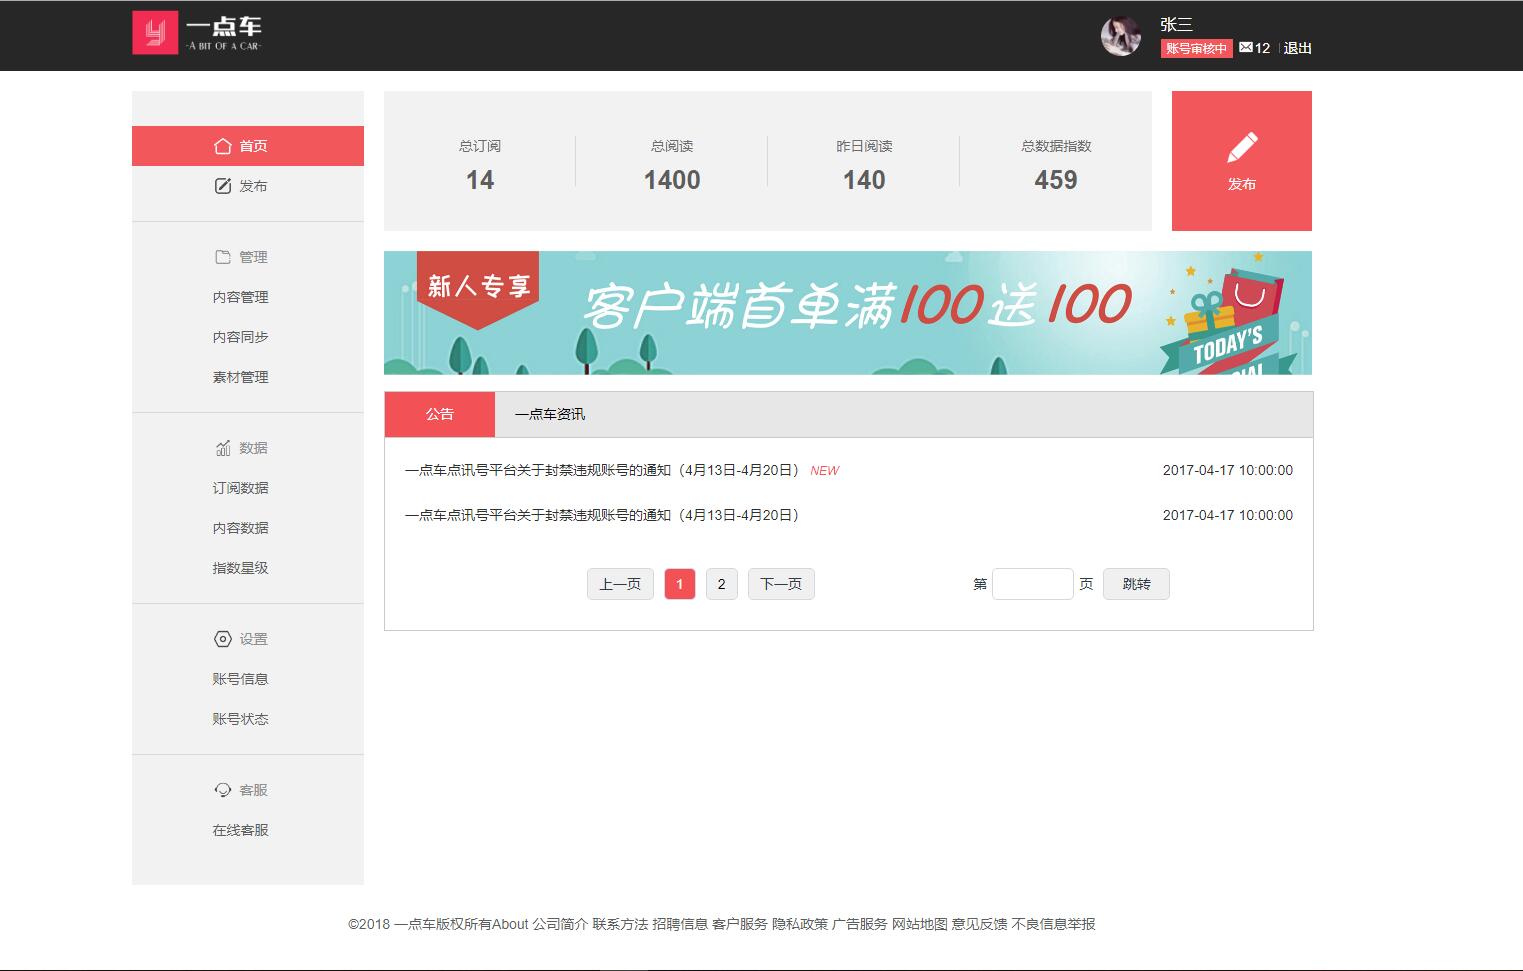 一点车
-A BIT OF A CAR-
张三
账号审核中 12 退出
首页
发布
管理
内容管理
内容同步
素材管理
数据
订阅数据
内容数据
指数星级
设置
账号信息
账号状态
客服
在线客服
总订阅 总阅读 昨日阅读 总数据指数
14 1400 140 459
发布
新人专享
客户端首单满100送100
TODAY'S
公告 一点车资讯
一点车点讯号平台关于封禁违规账号的通知（4月13日-4月20日） NEW 2017-04-17 10:00:00
一点车点讯号平台关于封禁违规账号的通知（4月13日-4月20日） 2017-04-17 10:00:00
上一页 1 2 下一页 第 页 跳转
©2018 一点车版权所有About 公司简介 联系方法 招聘信息 客户服务 隐私政策 广告服务 网站地图 意见反馈 不良信息举报